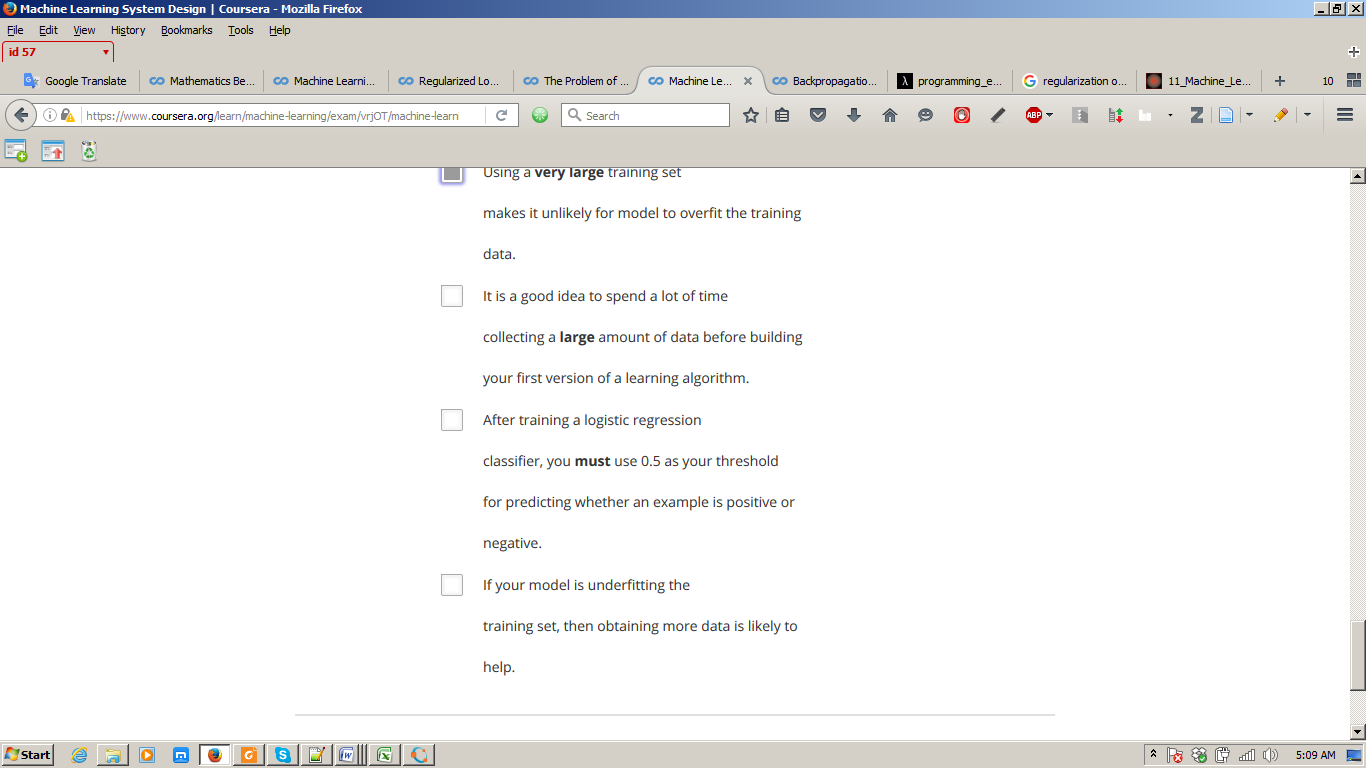 Machine Learning System Design | Coursera - Mozilla Firefox
File Edit View History Bookmarks Tools Help
id 57
Google Translate Mathematics Be... Machine Learni... Regularized Lo... The Problem of ... Machine Le... Backpropagatio... programming_e... regularization o... 11_Machine_Le... 10
https://www.coursera.org/learn/machine-learning/exam/vrjOT/machine-learn Search ABP
Using a very large training set
makes it unlikely for model to overfit the training
data.
It is a good idea to spend a lot of time
collecting a large amount of data before building
your first version of a learning algorithm.
After training a logistic regression
classifier, you must use 0.5 as your threshold
for predicting whether an example is positive or
negative.
If your model is underfitting the
training set, then obtaining more data is likely to
help.
Start 5:09 AM